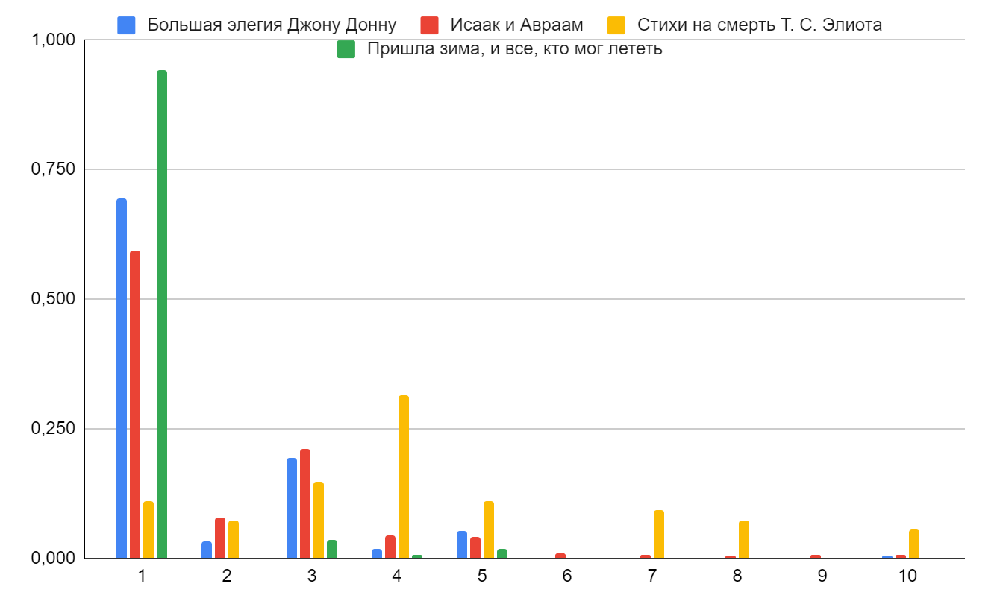 Большая элегия Джону Донну Исаак и Авраам Стихи на смерть Т. С. Элиота
Пришла зима, и все, кто мог лететь
1,000
0,750
0,500
0,250
0,000
1 2 3 4 5 6 7 8 9 10